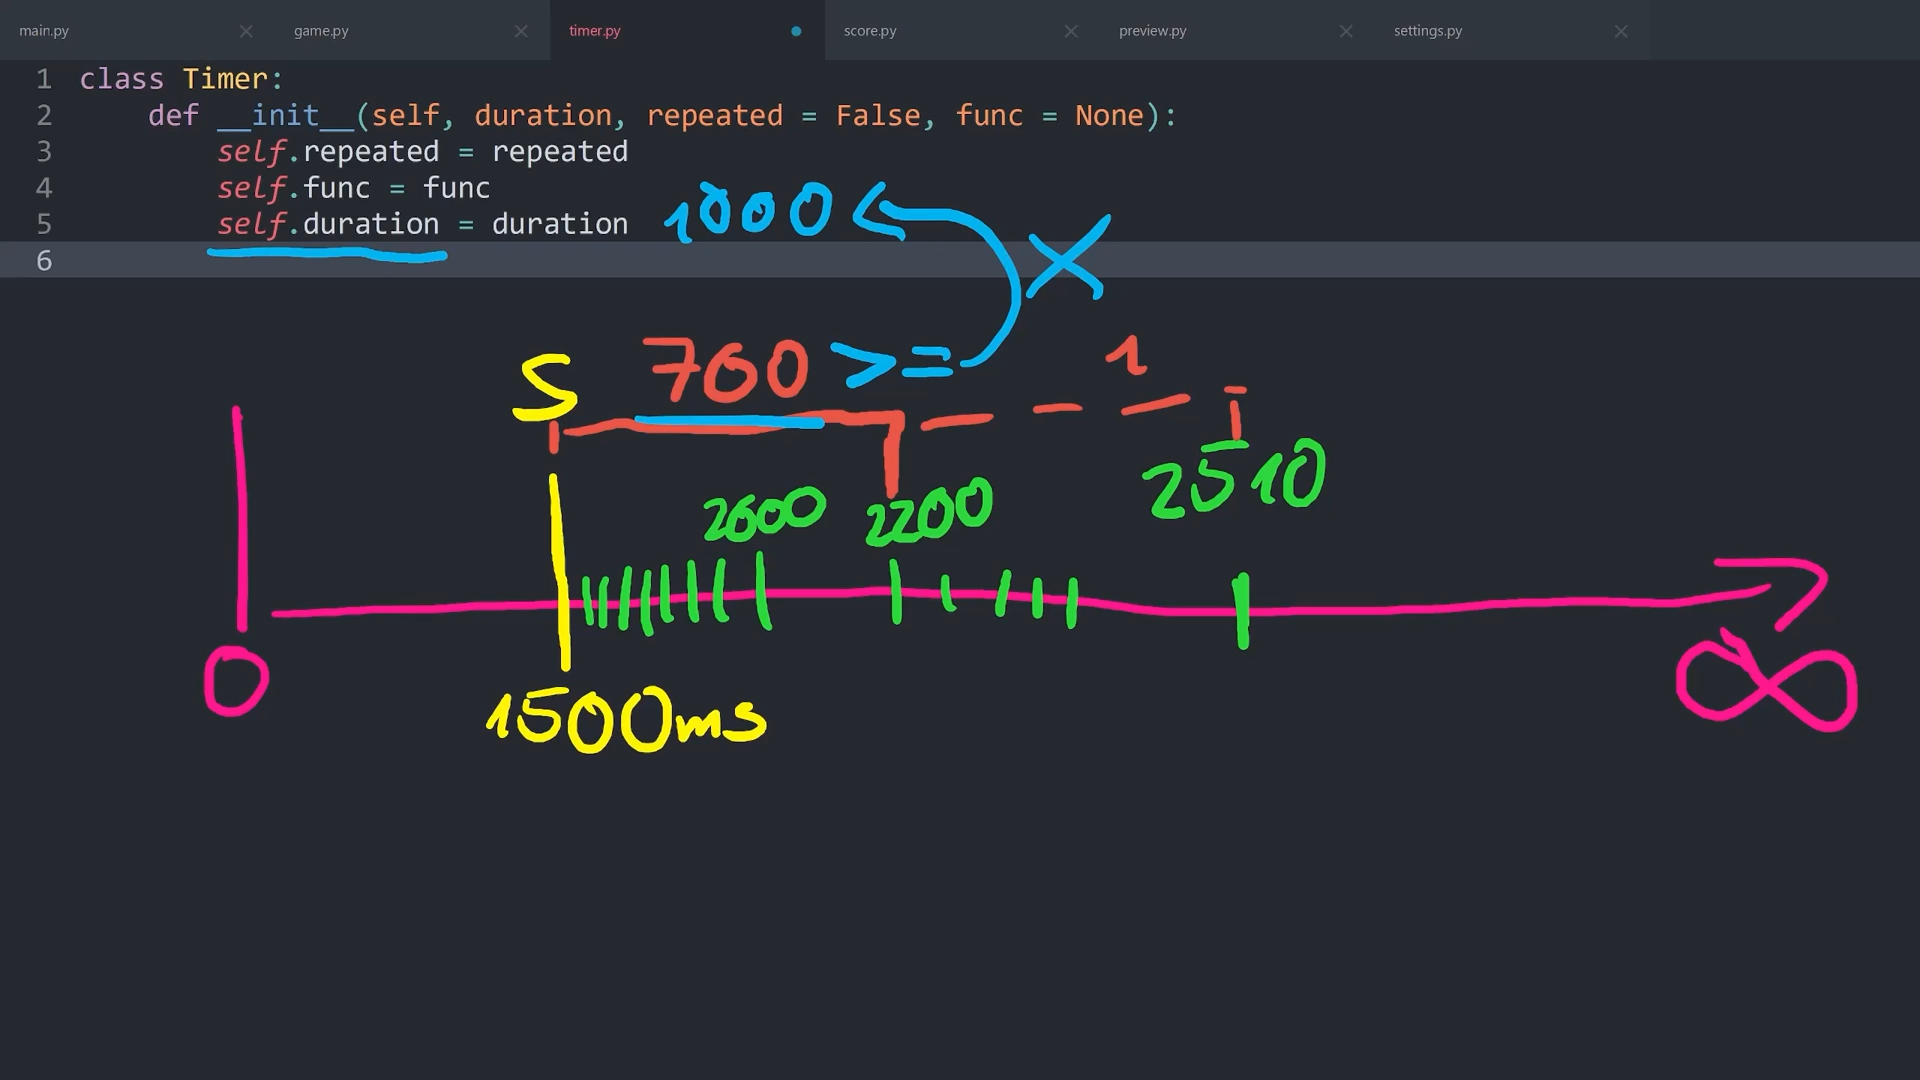 main.py game.py timer.py score.py preview.py settings.py
1 class Timer:
2 def __init__(self, duration, repeated = False, func = None):
3 self.repeated = repeated
4 self.func = func
5 self.duration = duration 1000
6
S 700 >= 1
2510
2000 2200
0 ∞
1500ms